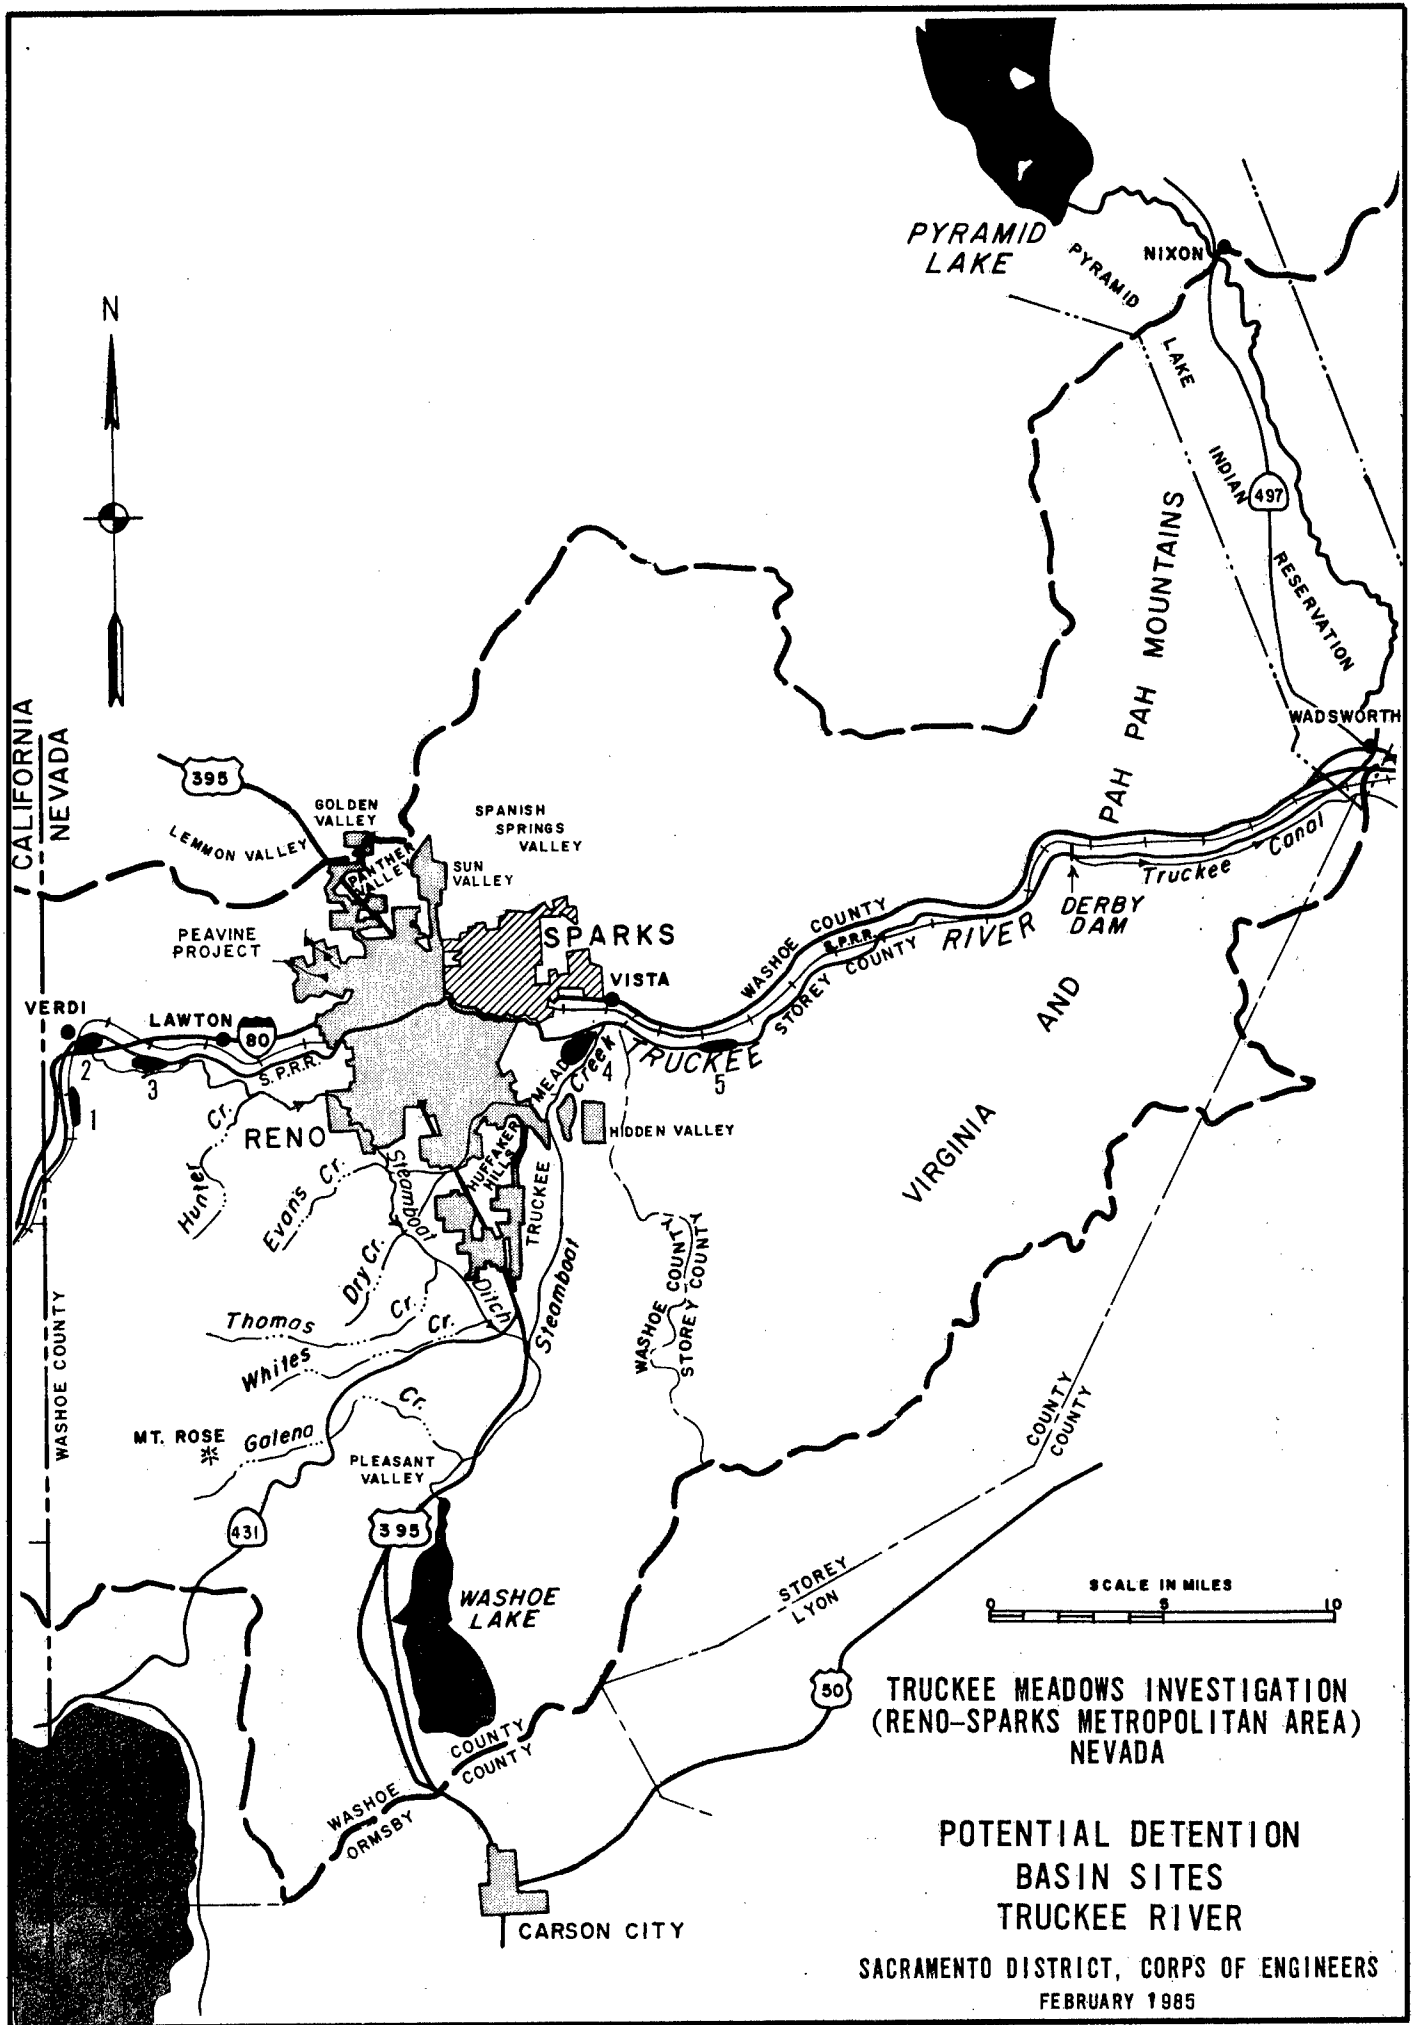 PYRAMID
LAKE
NIXON
PYRAMID
LAKE
INDIAN
RESERVATION
497
N
PAH PAH MOUNTAINS
WADSWORTH
CALIFORNIA
NEVADA
395
GOLDEN
VALLEY
LEMMON VALLEY
PANTHER
VALLEY
SPANISH
SPRINGS
VALLEY
SUN
VALLEY
Truckee Canal
DERBY
DAM
PEAVINE
PROJECT
SPARKS
VISTA
WASHOE COUNTY
S.P.R.R.
STOREY COUNTY
TRUCKEE RIVER
AND
VERDI
LAWTON
80
S.P.R.R.
2
3
1
4
5
MEAD
Creek
RENO
HIDDEN VALLEY
HUFFAKER
HILLS
TRUCKEE
VIRGINIA
Hunter Cr.
Evan's Cr.
Steamboat
Ditch
Dry Cr.
Steamboat
Thomas Cr.
Whites Cr.
WASHOE COUNTY
STOREY COUNTY
WASHOE COUNTY
STOREY COUNTY
WASHOE COUNTY
MT. ROSE
Galena Cr.
PLEASANT
VALLEY
COUNTY
COUNTY
431
395
WASHOE
LAKE
STOREY
LYON
SCALE IN MILES
0 5 10
50
COUNTY
COUNTY
WASHOE
ORMSBY
CARSON CITY
TRUCKEE MEADOWS INVESTIGATION
(RENO-SPARKS METROPOLITAN AREA)
NEVADA
POTENTIAL DETENTION
BASIN SITES
TRUCKEE RIVER
SACRAMENTO DISTRICT, CORPS OF ENGINEERS
FEBRUARY 1985